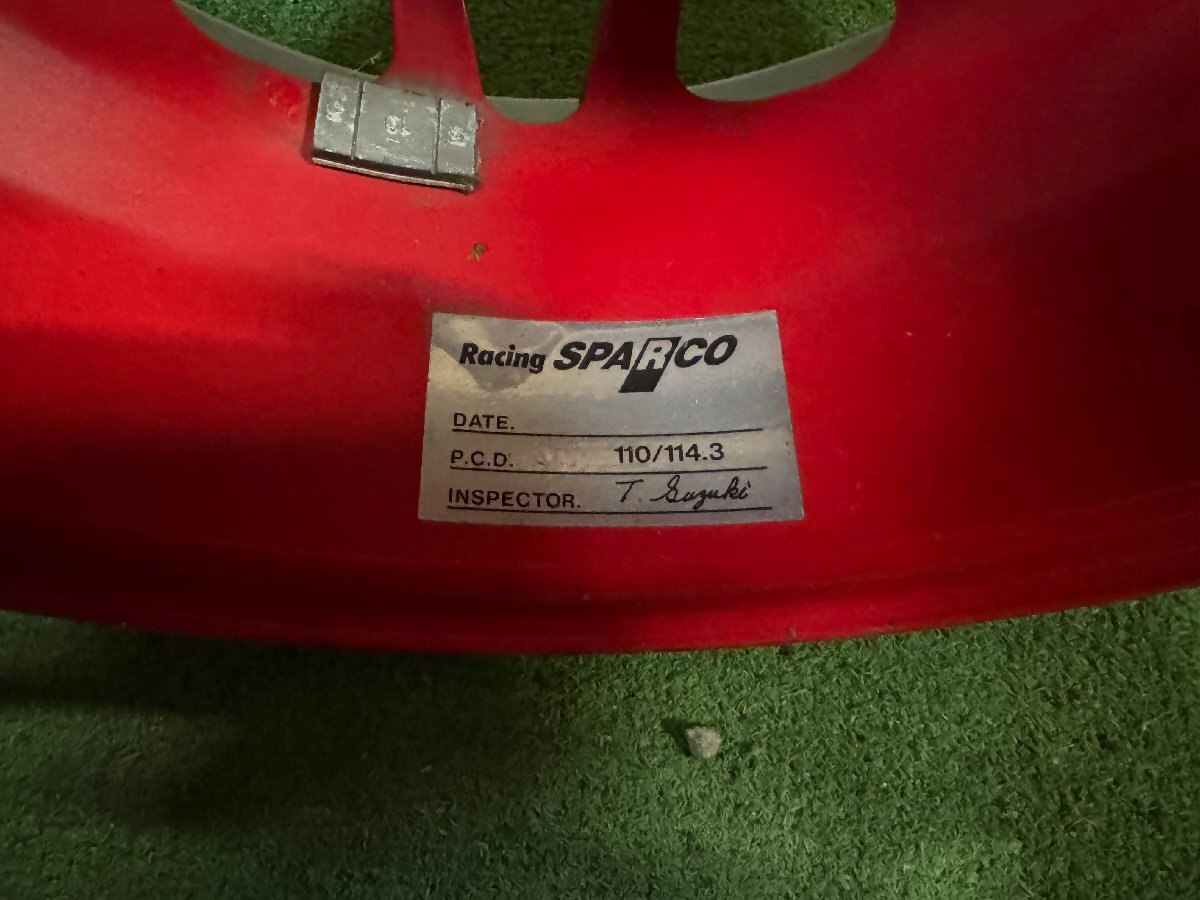 Racing SPARCO
DATE.
P.C.D. 110/114.3
INSPECTOR. T. Suzuki